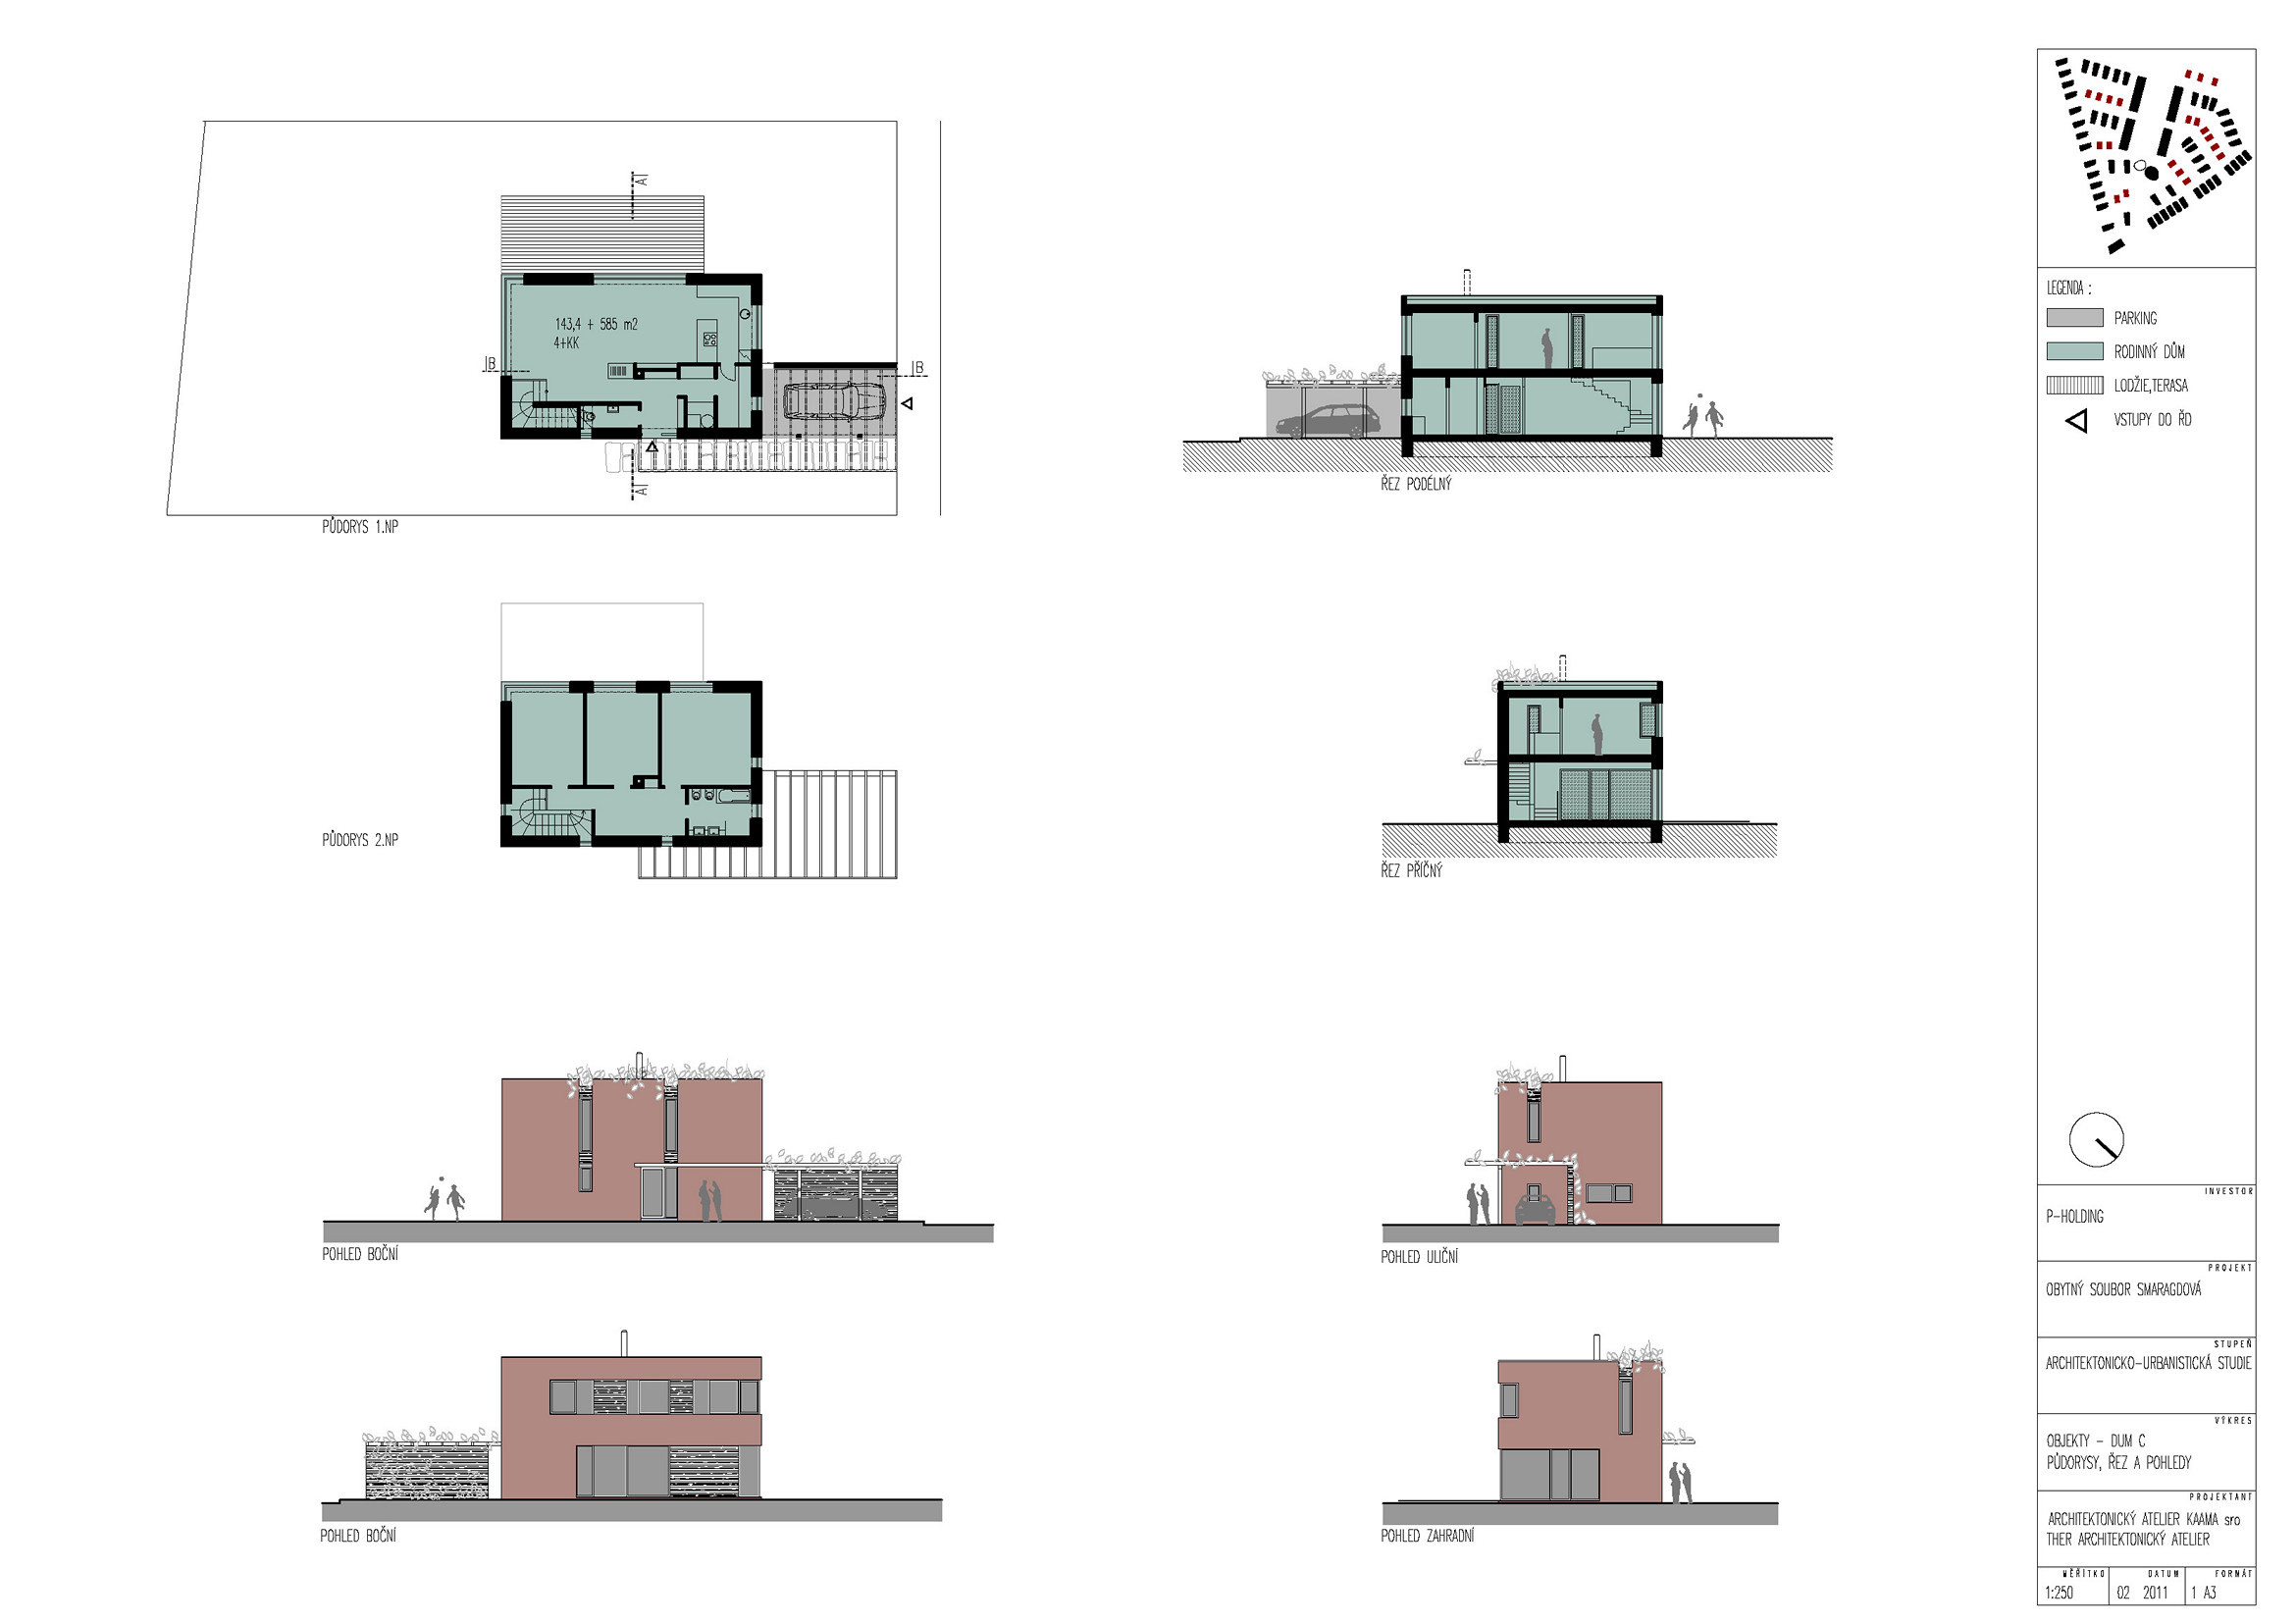 A
143,4 + 585 m2
4+KK
B
B
A
PŮDORYS 1.NP
PŮDORYS 2.NP
ŘEZ PODÉLNÝ
ŘEZ PŘÍČNÝ
POHLED BOČNÍ
POHLED ULIČNÍ
POHLED BOČNÍ
POHLED ZAHRADNÍ
LEGENDA :
PARKING
RODINNÝ DŮM
LODŽIE,TERASA
VSTUPY DO ŘD
INVESTOR
P-HOLDING
PROJEKT
OBYTNÝ SOUBOR SMARAGDOVÁ
STUPEŇ
ARCHITEKTONICKO-URBANISTICKÁ STUDIE
VÝKRES
OBJEKTY - DUM C
PŮDORYSY, ŘEZ A POHLEDY
PROJEKTANT
ARCHITEKTONICKÝ ATELIER KAAMA sro
THER ARCHITEKTONICKÝ ATELIER
MĚŘÍTKO DATUM FORMÁT
1:250 02 2011 1 A3